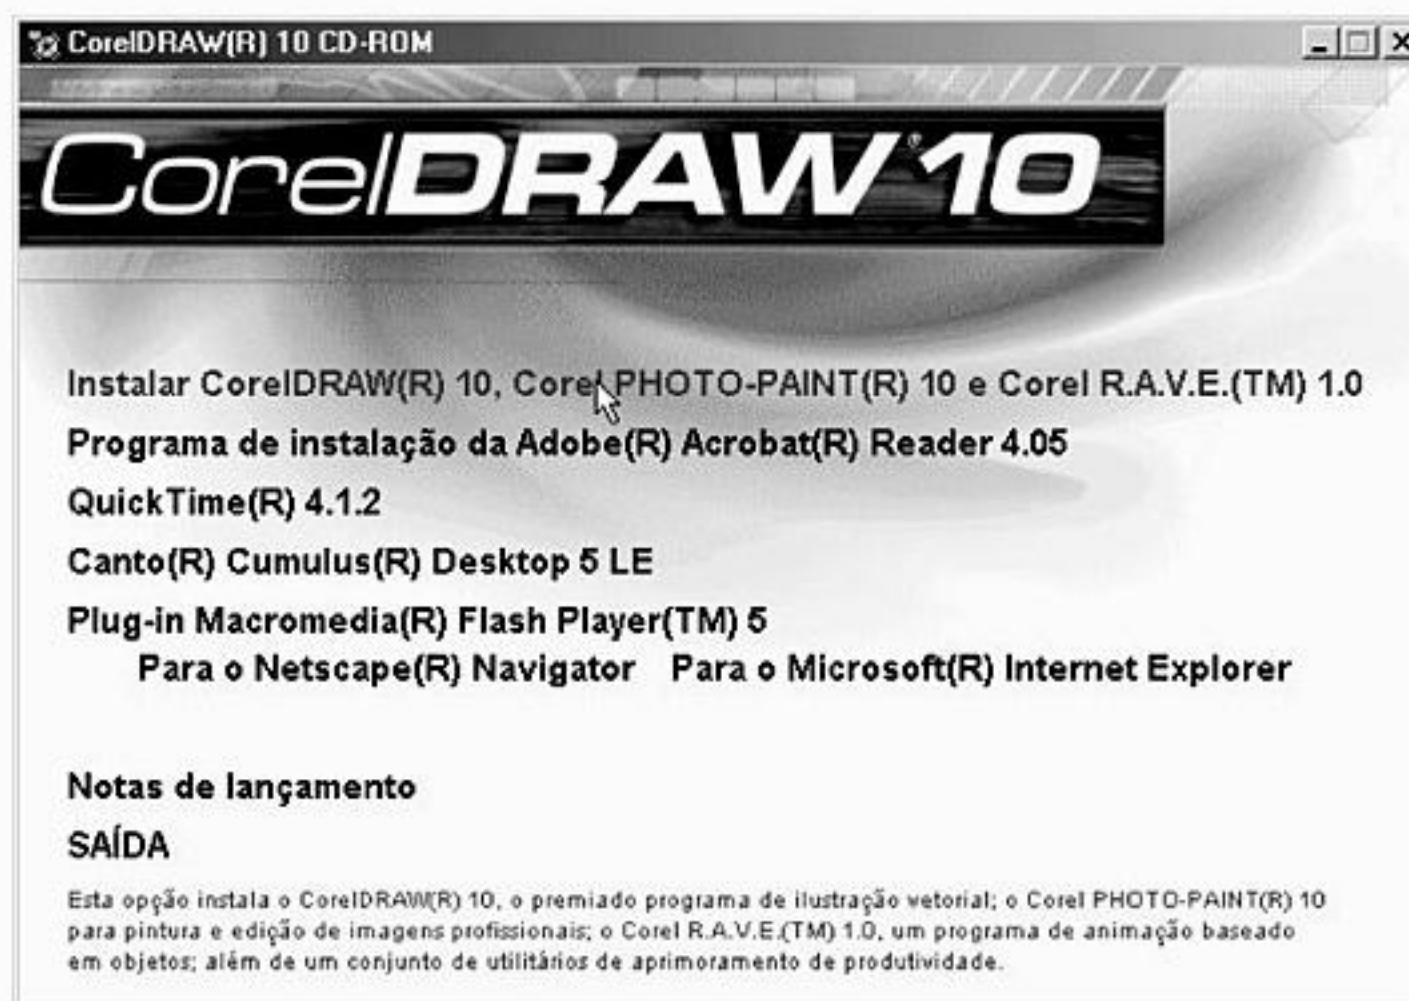 CorelDRAW(R) 10 CD-ROM
CorelDRAW® 10
Instalar CorelDRAW(R) 10, Corel PHOTO-PAINT(R) 10 e Corel R.A.V.E.(TM) 1.0
Programa de instalação da Adobe(R) Acrobat(R) Reader 4.05
QuickTime(R) 4.1.2
Canto(R) Cumulus(R) Desktop 5 LE
Plug-in Macromedia(R) Flash Player(TM) 5
Para o Netscape(R) Navigator Para o Microsoft(R) Internet Explorer
Notas de lançamento
SAÍDA
Esta opção instala o CorelDRAW(R) 10, o premiado programa de ilustração vetorial; o Corel PHOTO-PAINT(R) 10
para pintura e edição de imagens profissionais; o Corel R.A.V.E.(TM) 1.0, um programa de animação baseado
em objetos; além de um conjunto de utilitários de aprimoramento de produtividade.